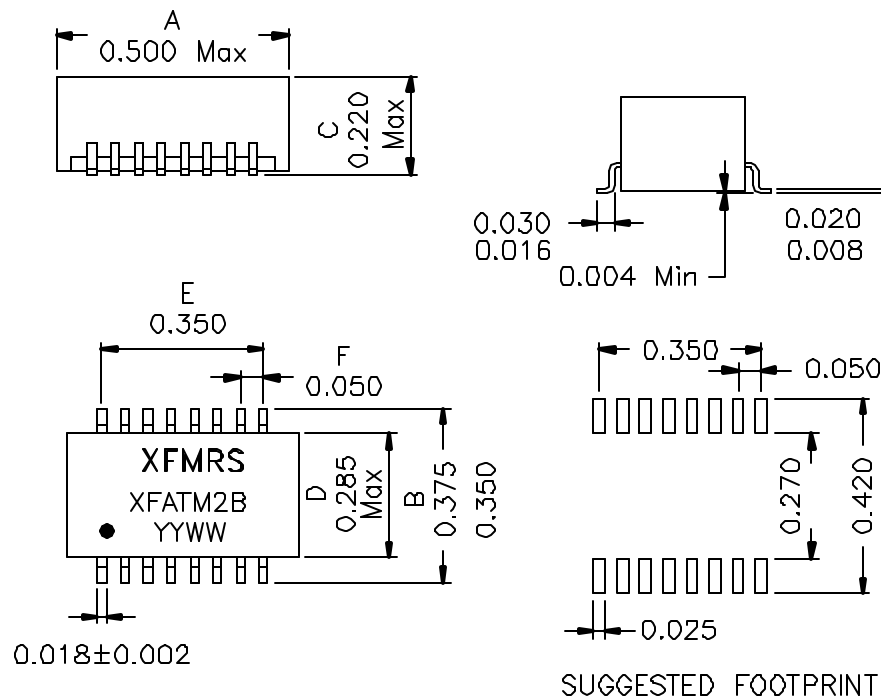 A
0.500 Max
C
0.220
Max
0.030
0.016
0.004 Min
0.020
0.008
E
0.350
F
0.050
XFMRS
XFATM2B
YYWW
D
0.285
Max
B
0.375
0.350
0.018±0.002
0.350
0.050
0.270
0.420
0.025
SUGGESTED FOOTPRINT